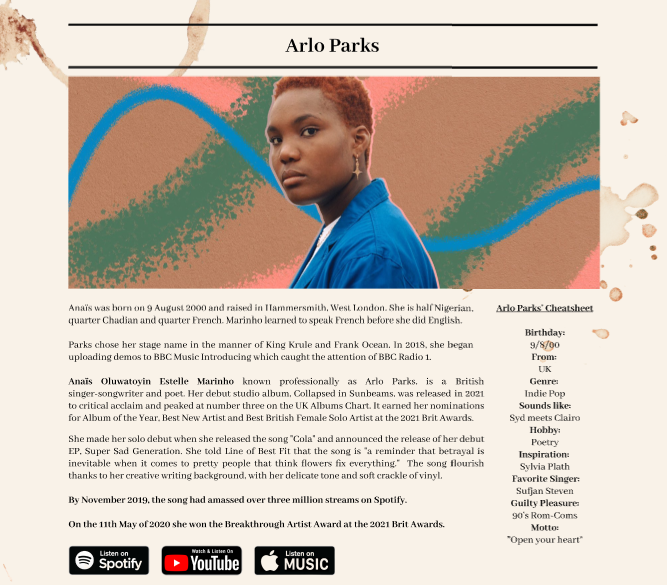 Arlo Parks
Anaïs was born on 9 August 2000 and raised in Hammersmith, West London. She is half Nigerian,
quarter Chadian and quarter French. Marinho learned to speak French before she did English.
Parks chose her stage name in the manner of King Krule and Frank Ocean. In 2018, she began
uploading demos to BBC Music Introducing which caught the attention of BBC Radio 1.
Anaïs Oluwatoyin Estelle Marinho known professionally as Arlo Parks, is a British
singer-songwriter and poet. Her debut studio album, Collapsed in Sunbeams, was released in 2021
to critical acclaim and peaked at number three on the UK Albums Chart. It earned her nominations
for Album of the Year, Best New Artist and Best British Female Solo Artist at the 2021 Brit Awards.
She made her solo debut when she released the song "Cola" and announced the release of her debut
EP, Super Sad Generation. She told Line of Best Fit that the song is "a reminder that betrayal is
inevitable when it comes to pretty people that think flowers fix everything." The song flourish
thanks to her creative writing background, with her delicate tone and soft crackle of vinyl.
By November 2019, the song had amassed over three million streams on Spotify.
On the 11th May of 2020 she won the Breakthrough Artist Award at the 2021 Brit Awards.
Listen on
Spotify
Watch & Listen On
YouTube
Listen on
MUSIC
Arlo Parks' Cheatsheet
Birthday:
9/8/00
From:
UK
Genre:
Indie Pop
Sounds like:
Syd meets Clairo
Hobby:
Poetry
Inspiration:
Sylvia Plath
Favorite Singer:
Sufjan Steven
Guilty Pleasure:
90's Rom-Coms
Motto:
"Open your heart"